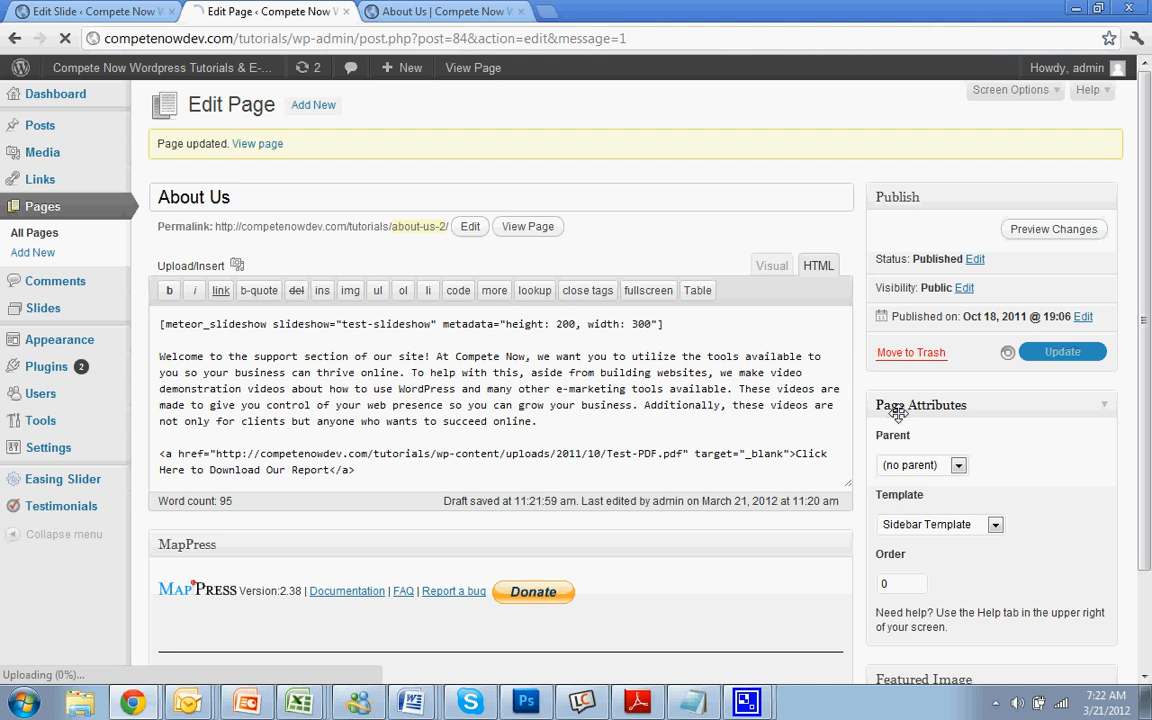 Edit Slide ‹ Compete Now W
Edit Page ‹ Compete Now W
About Us | Compete Now W
competenowdev.com/tutorials/wp-admin/post.php?post=84&action=edit&message=1
Compete Now Wordpress Tutorials & E-...
2
New
View Page
Howdy, admin
Dashboard
Posts
Media
Links
Pages
All Pages
Add New
Comments
Slides
Appearance
Plugins 2
Users
Tools
Settings
Easing Slider
Testimonials
Collapse menu
Edit Page Add New
Screen Options Help
Page updated. View page
About Us
Permalink: http://competenowdev.com/tutorials/about-us-2/ Edit View Page
Upload/Insert
Visual HTML
b i link b-quote del ins img ul ol li code more lookup close tags fullscreen Table
[meteor_slideshow slideshow="test-slideshow" metadata="height: 200, width: 300"]
Welcome to the support section of our site! At Compete Now, we want you to utilize the tools available to
you so your business can thrive online. To help with this, aside from building websites, we make video
demonstration videos about how to use WordPress and many other e-marketing tools available. These videos are
made to give you control of your web presence so you can grow your business. Additionally, these videos are
not only for clients but anyone who wants to succeed online.
<a href="http://competenowdev.com/tutorials/wp-content/uploads/2011/10/Test-PDF.pdf" target="_blank">Click
Here to Download Our Report</a>
Word count: 95
Draft saved at 11:21:59 am. Last edited by admin on March 21, 2012 at 11:20 am
MapPress
MapPress Version:2.38 | Documentation | FAQ | Report a bug Donate
Publish
Preview Changes
Status: Published Edit
Visibility: Public Edit
Published on: Oct 18, 2011 @ 19:06 Edit
Move to Trash Update
Page Attributes
Parent
(no parent)
Template
Sidebar Template
Order
0
Need help? Use the Help tab in the upper right
of your screen.
Featured Image
Uploading (0%)...
7:22 AM
3/21/2012